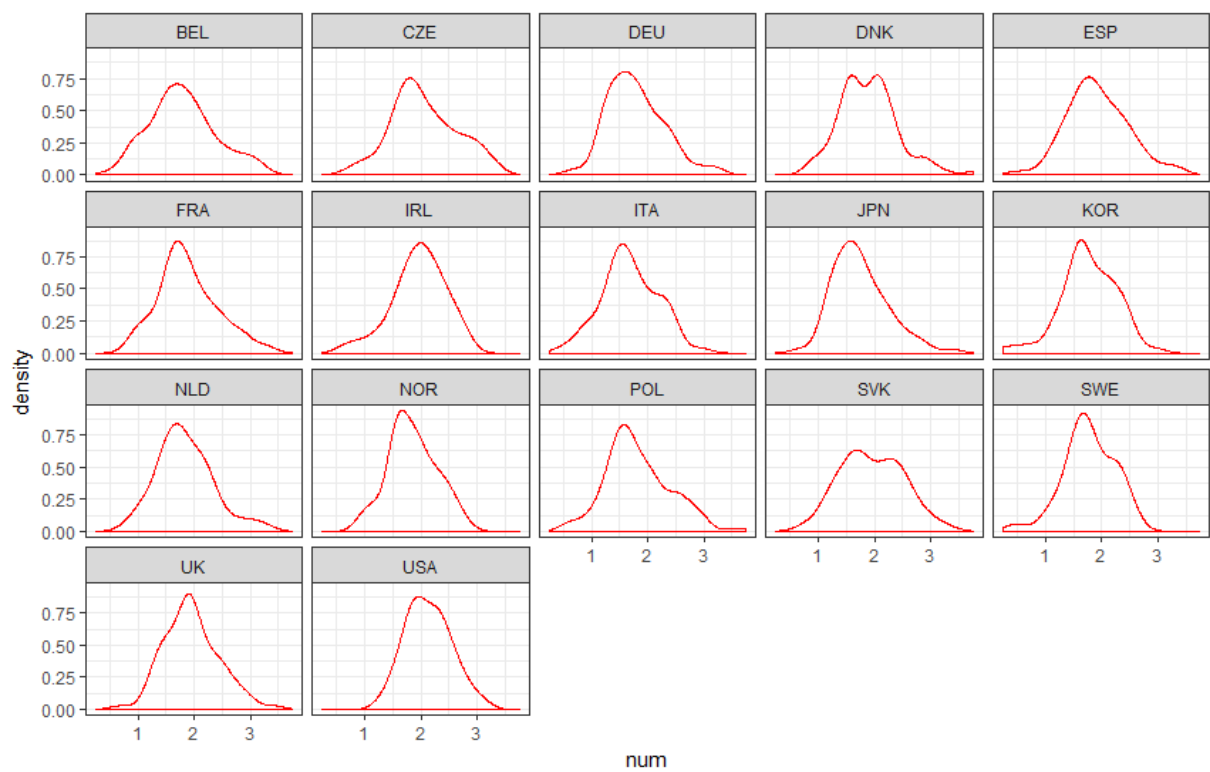 BEL CZE DEU DNK ESP
0.75
0.50
0.25
0.00
FRA IRL ITA JPN KOR
0.75
0.50
0.25
0.00
density
NLD NOR POL SVK SWE
0.75
0.50
0.25
0.00
1 2 3 1 2 3 1 2 3
UK USA
0.75
0.50
0.25
0.00
1 2 3 1 2 3
num